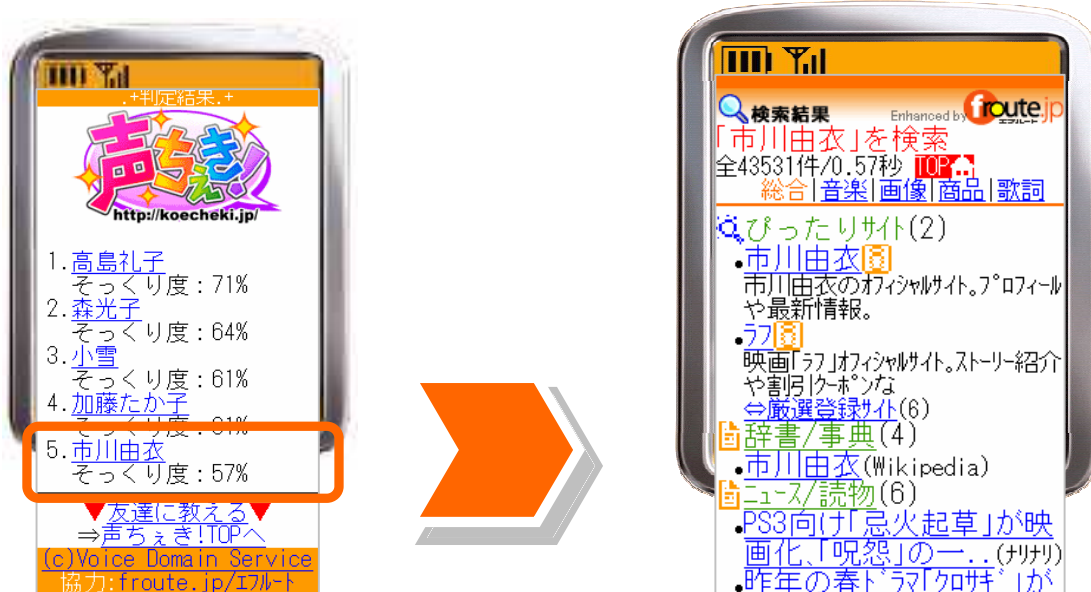 .+判定結果.+
声ちぇき!
http://koecheki.jp/
1.高島礼子
そっくり度:71%
2.森光子
そっくり度:64%
3.小雪
そっくり度:61%
4.加藤たか子
そっくり度:61%
5.市川由衣
そっくり度:57%
▼友達に教える▼
⇒声ちぇき!TOPへ
(c)Voice Domain Service
協力:froute.jp/エフルート
検索結果 Enhanced by froute.jp
エフルート
「市川由衣」を検索
全43531件/0.57秒 TOP
総合|音楽|画像|商品|歌詞
ぴったりサイト(2)
・市川由衣
市川由衣のオフィシャルサイト。プロフィール
や最新情報。
・ラフ
映画「ラフ」オフィシャルサイト。ストーリー紹介
や割引クーポンな
⇔厳選登録サイト(6)
辞書/事典(4)
・市川由衣(Wikipedia)
ニュース/読物(6)
・PS3向け「忌火起草」が映
画化、「呪怨」の一..(ナリナリ)
・昨年の春ドラマ「クロサギ」が